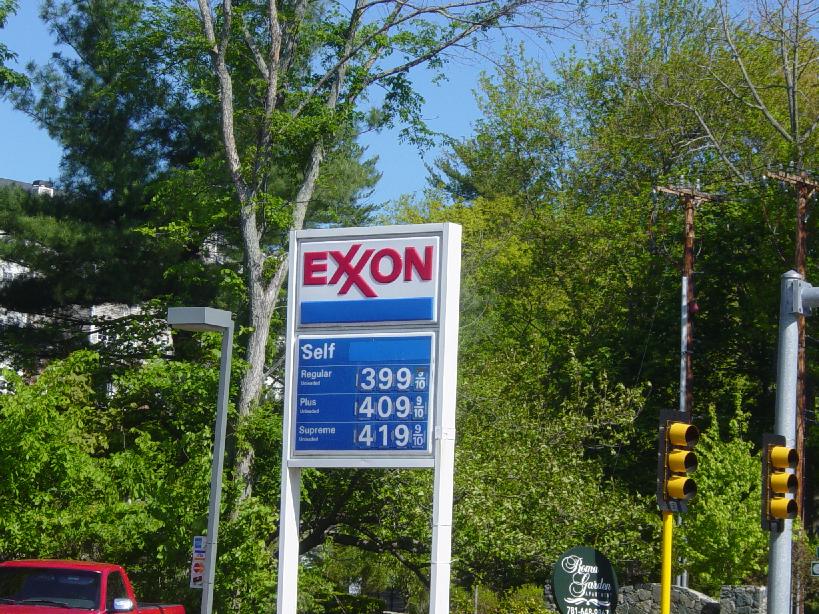 EXXON
Self
Regular
Unleaded
399 9/10
Plus
Unleaded
409 9/10
Supreme
Unleaded
419 9/10
Roma
Garden
APARTMENTS